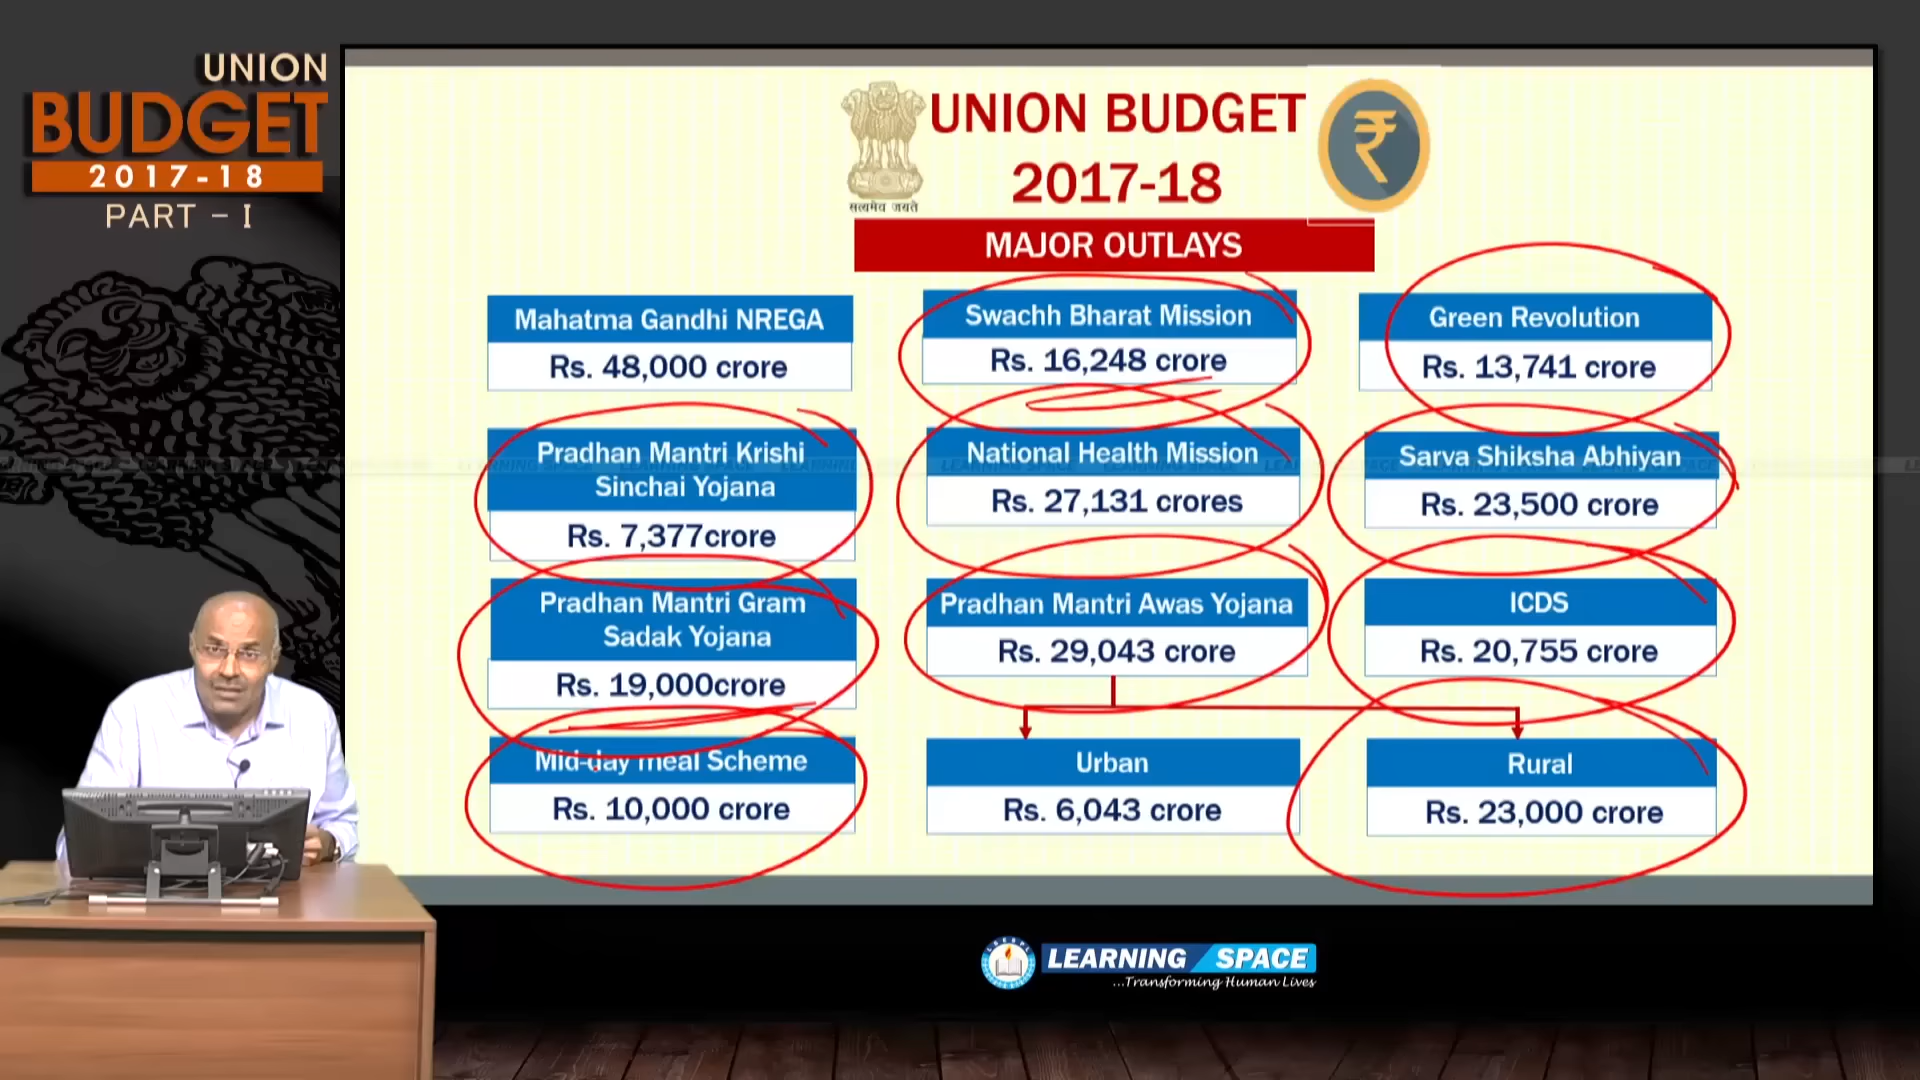 UNION
BUDGET
2017-18
PART – I
UNION BUDGET
2017-18
सत्यमेव जयते
MAJOR OUTLAYS
Mahatma Gandhi NREGA
Rs. 48,000 crore
Swachh Bharat Mission
Rs. 16,248 crore
Green Revolution
Rs. 13,741 crore
Pradhan Mantri Krishi
Sinchai Yojana
Rs. 7,377crore
National Health Mission
Rs. 27,131 crores
Sarva Shiksha Abhiyan
Rs. 23,500 crore
Pradhan Mantri Gram
Sadak Yojana
Rs. 19,000crore
Pradhan Mantri Awas Yojana
Rs. 29,043 crore
ICDS
Rs. 20,755 crore
Mid-day meal Scheme
Rs. 10,000 crore
Urban
Rs. 6,043 crore
Rural
Rs. 23,000 crore
LEARNING SPACE
...Transforming Human Lives